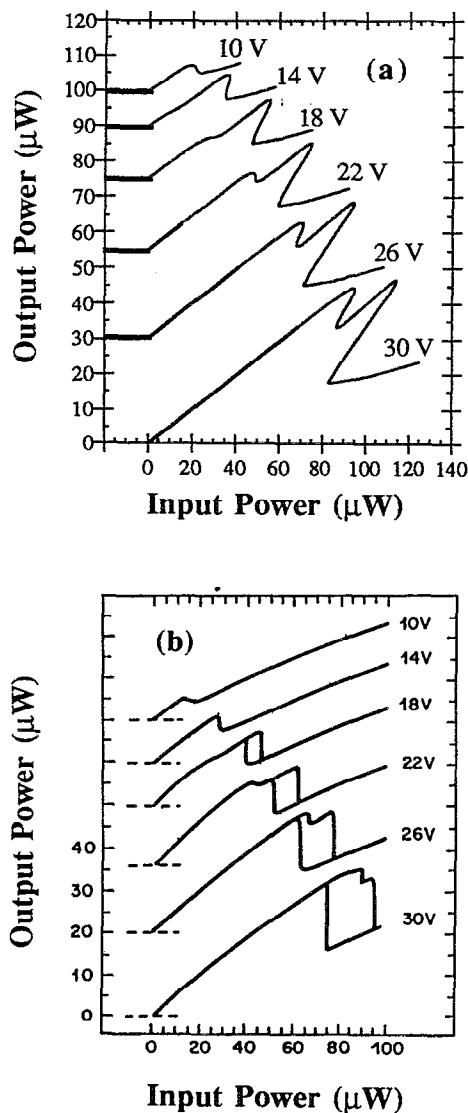 120
110
10 V
(a)
100
14 V
90
18 V
80
70
22 V
60
50
26 V
40
30
30 V
20
10
0
0 20 40 60 80 100 120 140
Output Power (μW)
Input Power (μW)
(b)
10V
14V
18V
22V
40
26V
30
20
30V
10
0
0 20 40 60 80 100
Output Power (μW)
Input Power (μW)